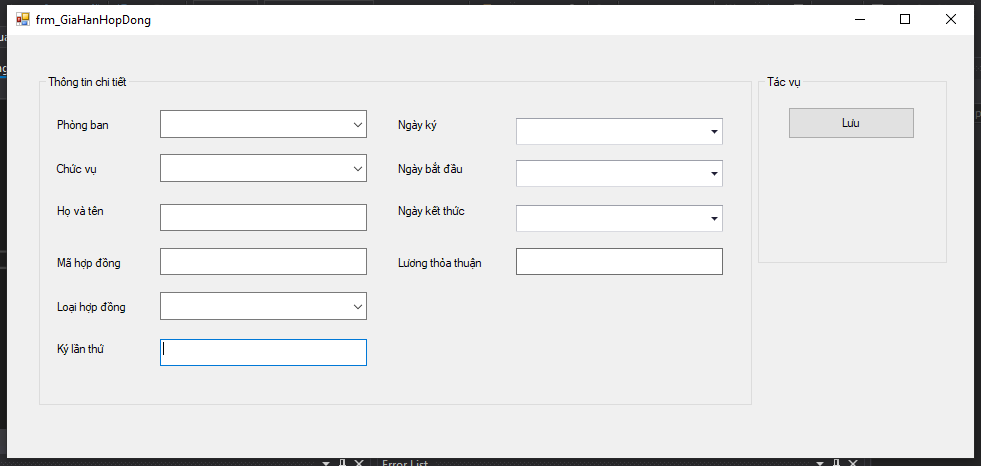 frm_GiaHanHopDong
Thông tin chi tiết
Phòng ban
Chức vụ
Họ và tên
Mã hợp đồng
Loại hợp đồng
Ký lần thứ
Ngày ký
Ngày bắt đầu
Ngày kết thức
Lương thỏa thuận
Tác vụ
Lưu
Error List